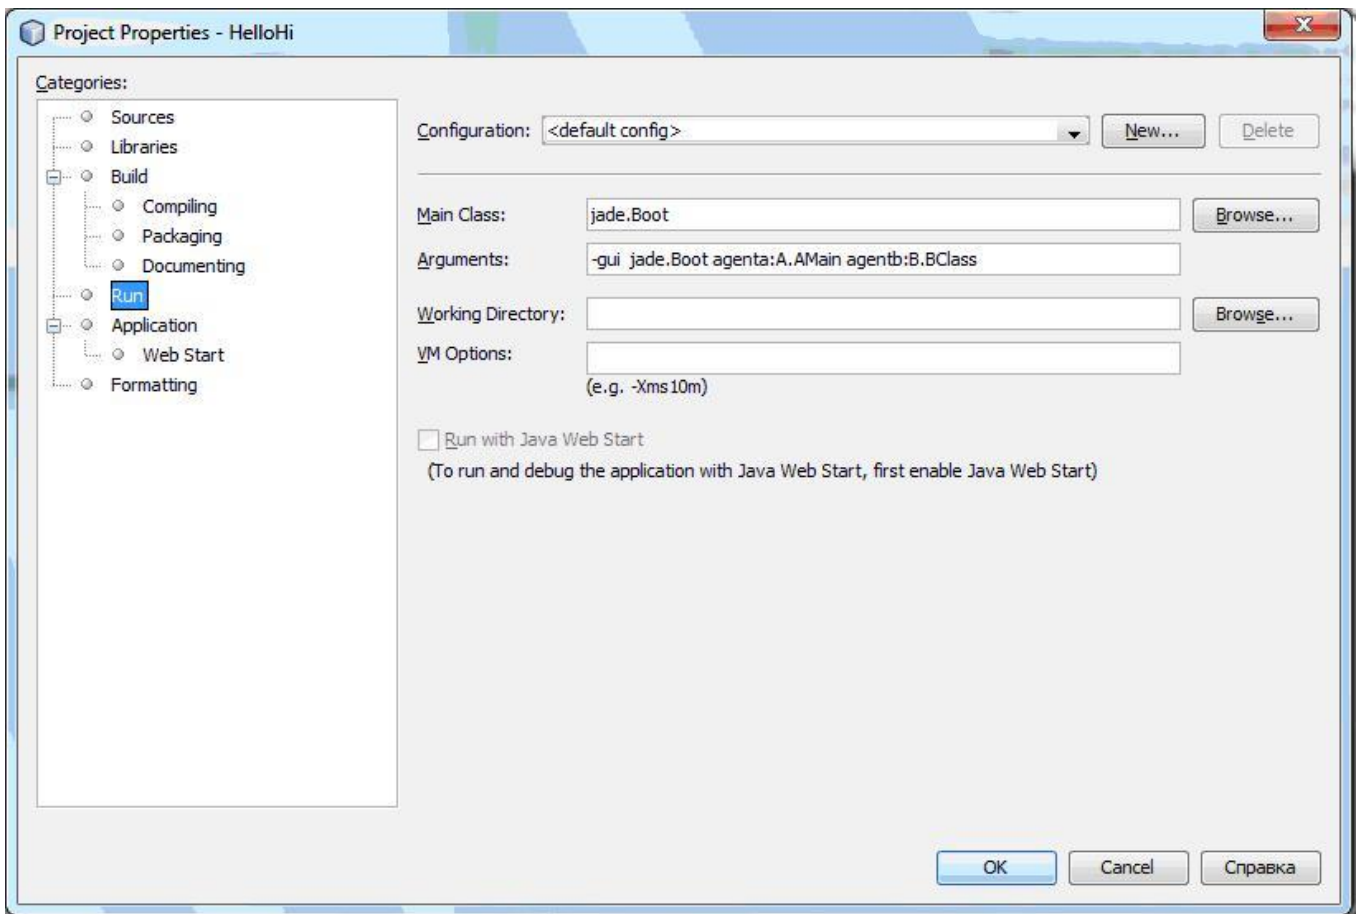 Project Properties - HelloHi
Categories:
Sources
Libraries
Build
Compiling
Packaging
Documenting
Run
Application
Web Start
Formatting
Configuration: <default config> New... Delete
Main Class: jade.Boot Browse...
Arguments: -gui jade.Boot agenta:A.AMain agentb:B.BClass
Working Directory: Browse...
VM Options:
(e.g. -Xms10m)
Run with Java Web Start
(To run and debug the application with Java Web Start, first enable Java Web Start)
OK Cancel Справка